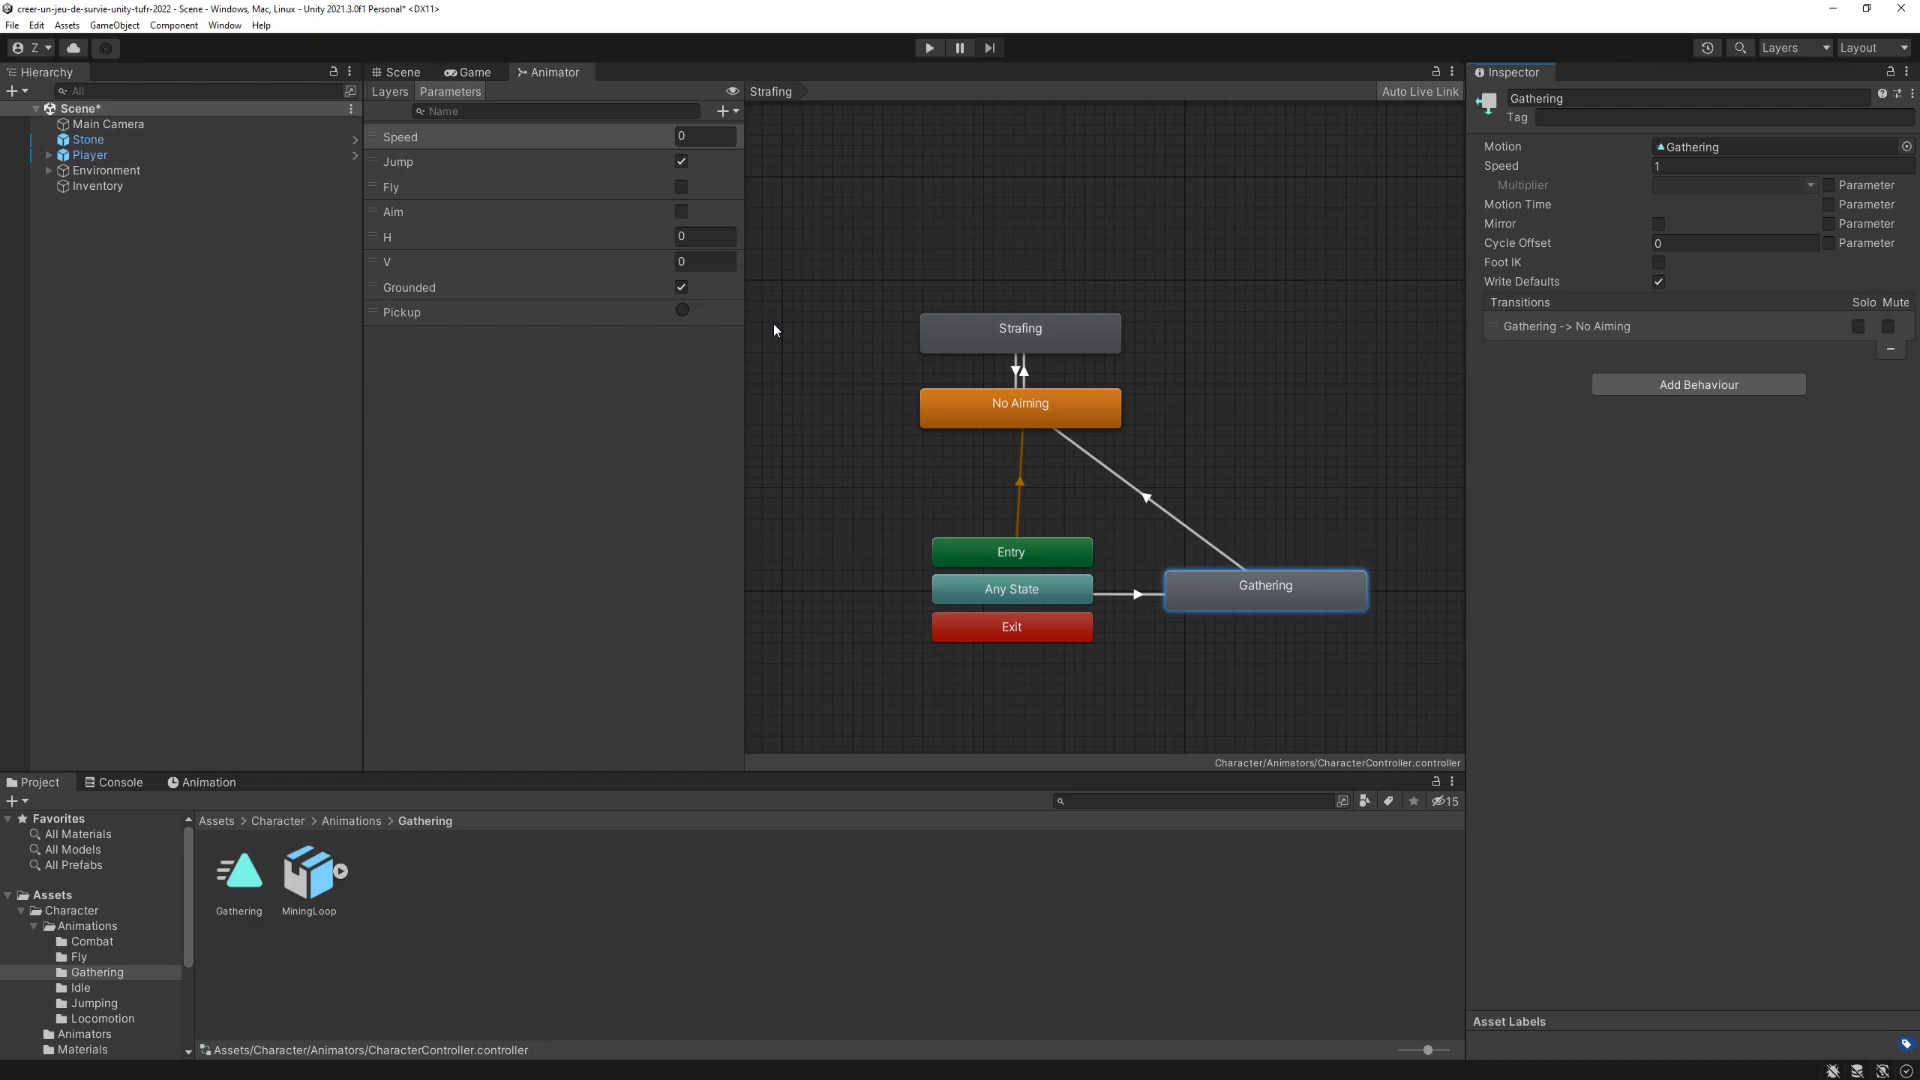 creer-un-jeu-de-survie-unity-tufr-2022 - Scene - Windows, Mac, Linux - Unity 2021.3.0f1 Personal* <DX11>
File Edit Assets GameObject Component Window Help
Z Layers Layout
Hierarchy
All
Scene*
Main Camera
Stone
Player
Environment
Inventory
Scene Game Animator
Layers Parameters
Name
Speed 0
Jump
Fly
Aim
H 0
V 0
Grounded
Pickup
Strafing Auto Live Link
Strafing
No Aiming
Entry
Any State
Exit
Gathering
Character/Animators/CharacterController.controller
Inspector
Gathering
Tag
Motion Gathering
Speed 1
Multiplier Parameter
Motion Time Parameter
Mirror Parameter
Cycle Offset 0 Parameter
Foot IK
Write Defaults
Transitions Solo Mute
Gathering -> No Aiming
Add Behaviour
Asset Labels
Project Console Animation
15
Favorites
All Materials
All Models
All Prefabs
Assets
Character
Animations
Combat
Fly
Gathering
Idle
Jumping
Locomotion
Animators
Materials
Assets > Character > Animations > Gathering
Gathering MiningLoop
Assets/Character/Animators/CharacterController.controller